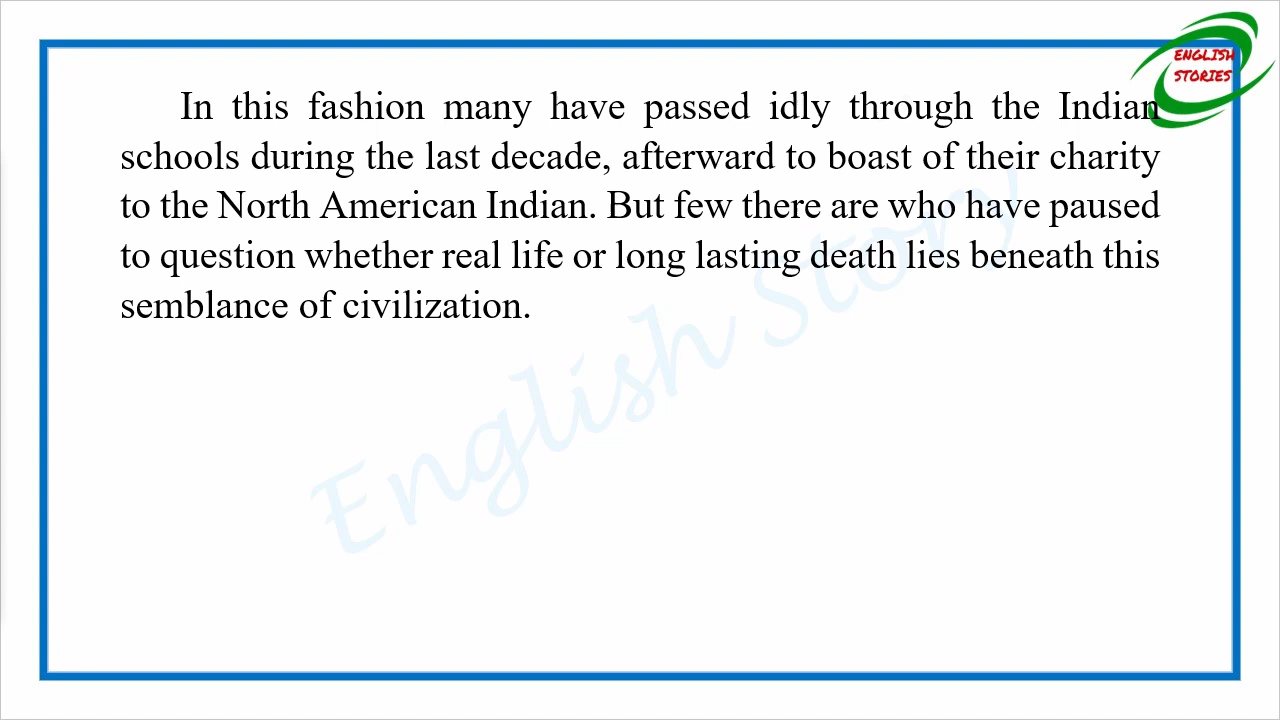 ENGLISH
STORIES
In this fashion many have passed idly through the Indian
schools during the last decade, afterward to boast of their charity
to the North American Indian. But few there are who have paused
to question whether real life or long lasting death lies beneath this
semblance of civilization.
English Story